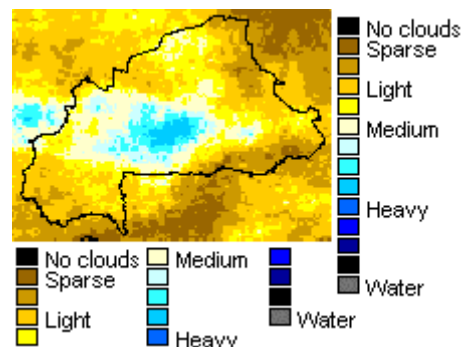 No clouds
Sparse
Light
Medium
Heavy
Water
No clouds
Sparse
Light
Medium
Heavy
Water